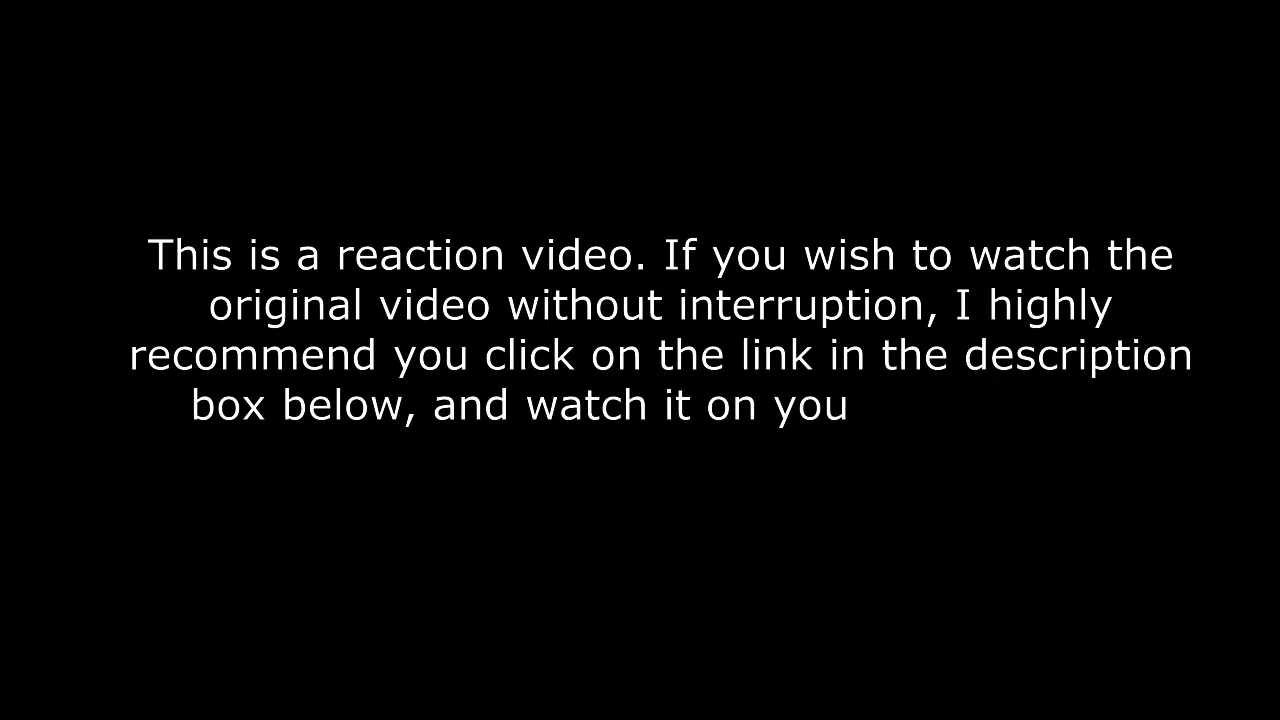 This is a reaction video. If you wish to watch the
original video without interruption, I highly
recommend you click on the link in the description
box below, and watch it on you